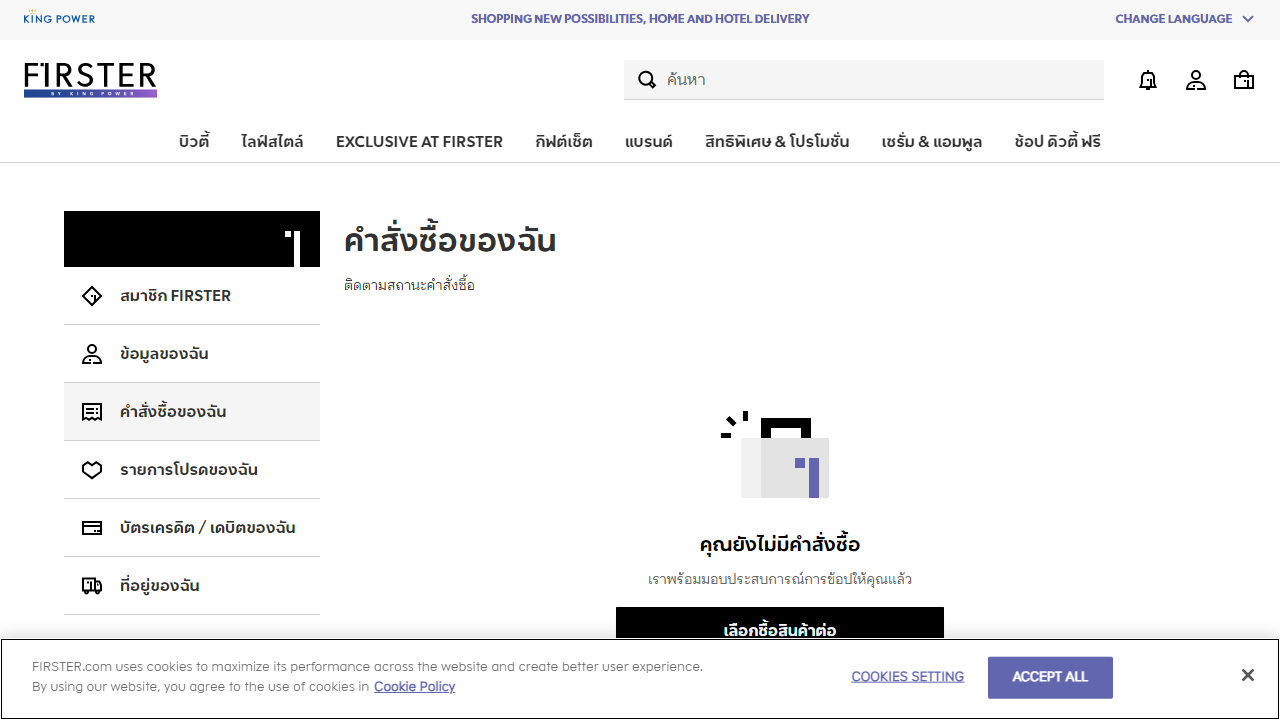 KING POWER
SHOPPING NEW POSSIBILITIES, HOME AND HOTEL DELIVERY
CHANGE LANGUAGE
FIRSTER
BY KING POWER
ค้นหา
บิวตี้
ไลฟ์สไตล์
EXCLUSIVE AT FIRSTER
กิฟต์เซ็ต
แบรนด์
สิทธิพิเศษ & โปรโมชั่น
เซรั่ม & แอมพูล
ช้อป ดิวตี้ ฟรี
สมาชิก FIRSTER
ข้อมูลของฉัน
คำสั่งซื้อของฉัน
รายการโปรดของฉัน
บัตรเครดิต / เดบิตของฉัน
ที่อยู่ของฉัน
คำสั่งซื้อของฉัน
ติดตามสถานะคำสั่งซื้อ
คุณยังไม่มีคำสั่งซื้อ
เราพร้อมมอบประสบการณ์การช้อปให้คุณแล้ว
เลือกซื้อสินค้าต่อ
FIRSTER.com uses cookies to maximize its performance across the website and create better user experience.
By using our website, you agree to the use of cookies in Cookie Policy
COOKIES SETTING
ACCEPT ALL